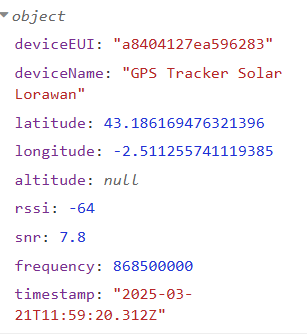 object
deviceEUI: "a8404127ea596283"
deviceName: "GPS Tracker Solar
Lorawan"
latitude: 43.186169476321396
longitude: -2.511255741119385
altitude: null
rssi: -64
snr: 7.8
frequency: 868500000
timestamp: "2025-03-
21T11:59:20.312Z"